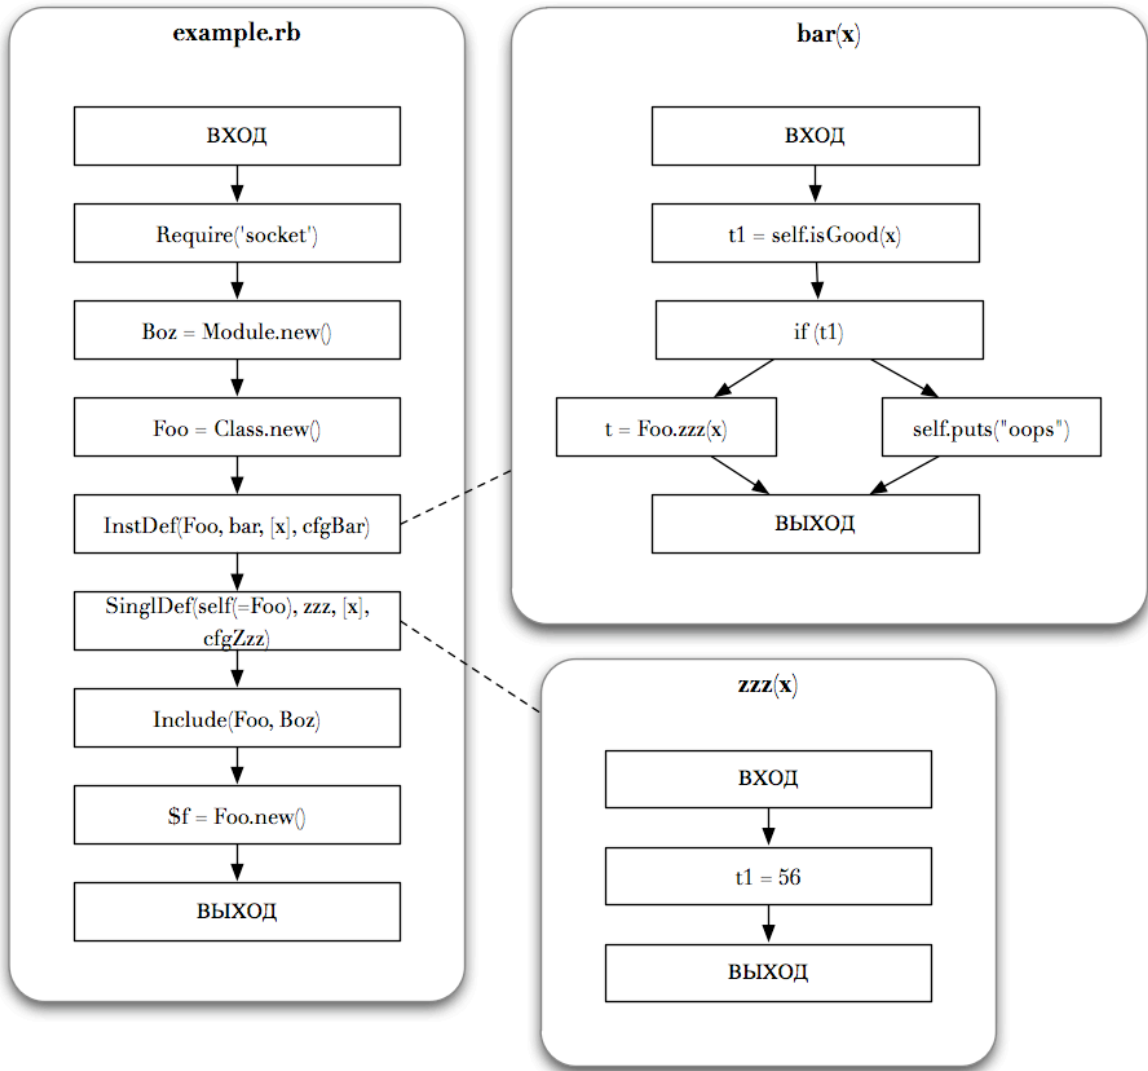 example.rb
ВХОД
Require('socket')
Boz = Module.new()
Foo = Class.new()
InstDef(Foo, bar, [x], cfgBar)
SinglDef(self(=Foo), zzz, [x],
cfgZzz)
Include(Foo, Boz)
$f = Foo.new()
ВЫХОД
bar(x)
ВХОД
t1 = self.isGood(x)
if (t1)
t = Foo.zzz(x)
self.puts("oops")
ВЫХОД
zzz(x)
ВХОД
t1 = 56
ВЫХОД